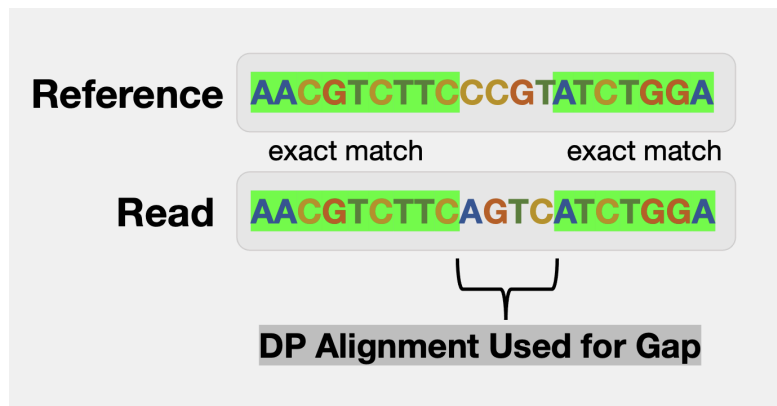 Reference AACGTCTTCCCGTATCTGGA
exact match exact match
Read AACGTCTTCAGTCATCTGGA
DP Alignment Used for Gap